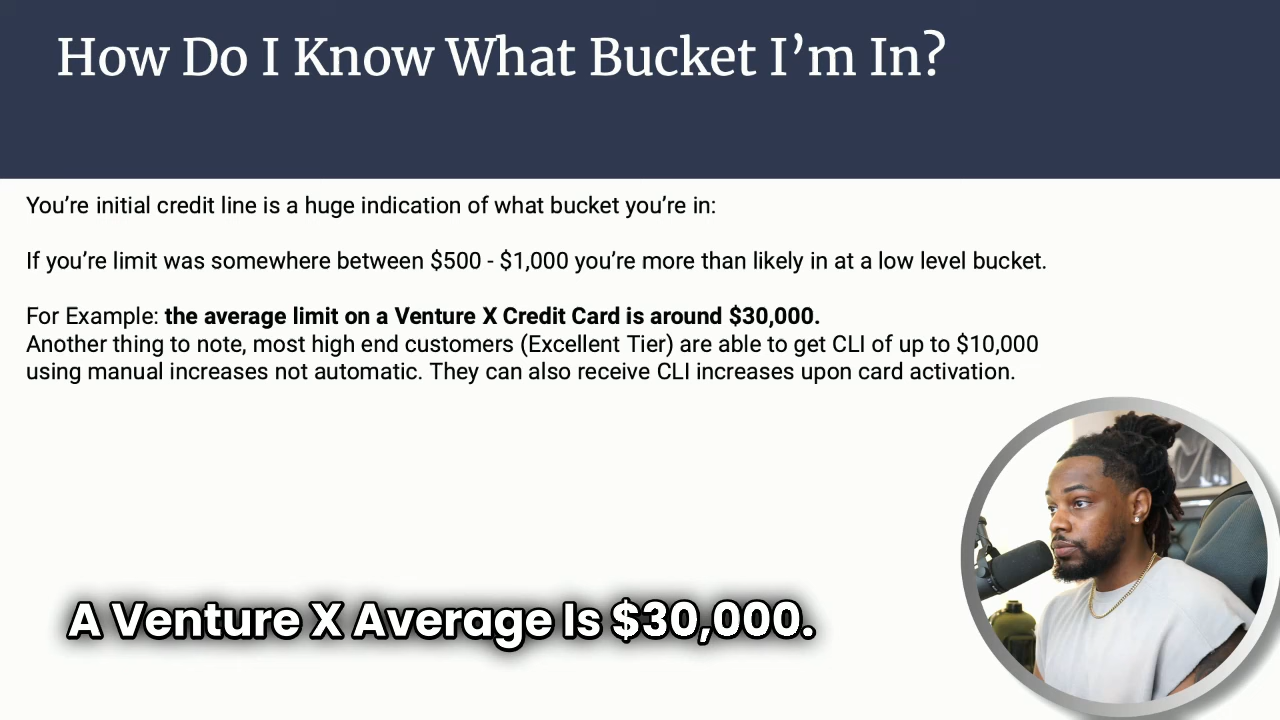 How Do I Know What Bucket I’m In?
You’re initial credit line is a huge indication of what bucket you’re in:
If you’re limit was somewhere between $500 - $1,000 you’re more than likely in at a low level bucket.
For Example: the average limit on a Venture X Credit Card is around $30,000.
Another thing to note, most high end customers (Excellent Tier) are able to get CLI of up to $10,000
using manual increases not automatic. They can also receive CLI increases upon card activation.
A Venture X Average Is $30,000.